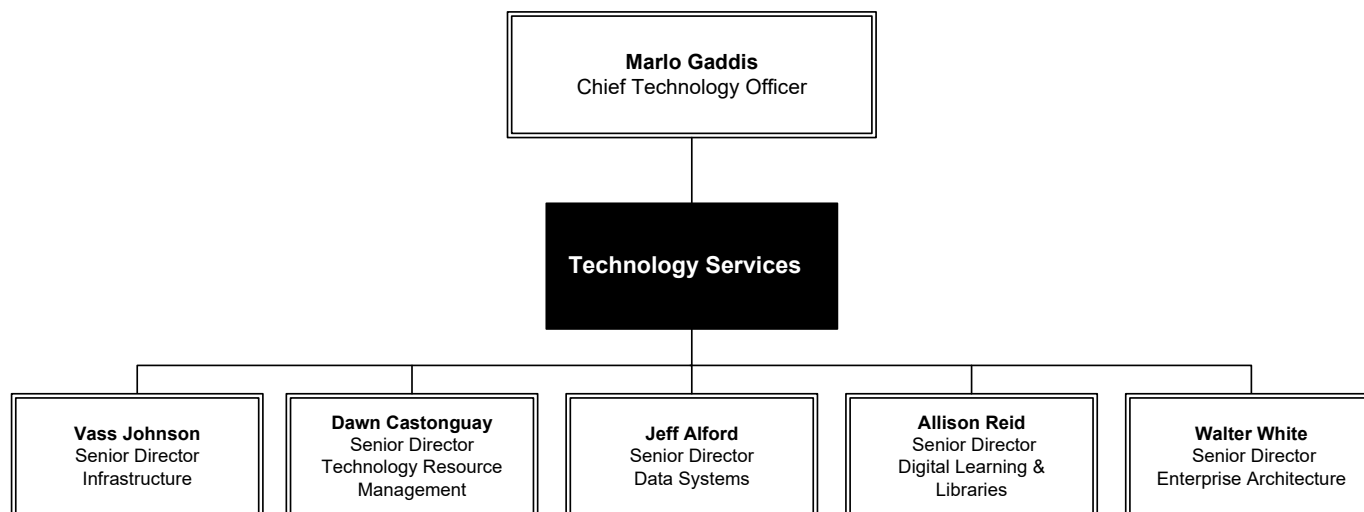 Marlo Gaddis
Chief Technology Officer
Technology Services
Vass Johnson
Senior Director
Infrastructure
Dawn Castonguay
Senior Director
Technology Resource
Management
Jeff Alford
Senior Director
Data Systems
Allison Reid
Senior Director
Digital Learning &
Libraries
Walter White
Senior Director
Enterprise Architecture